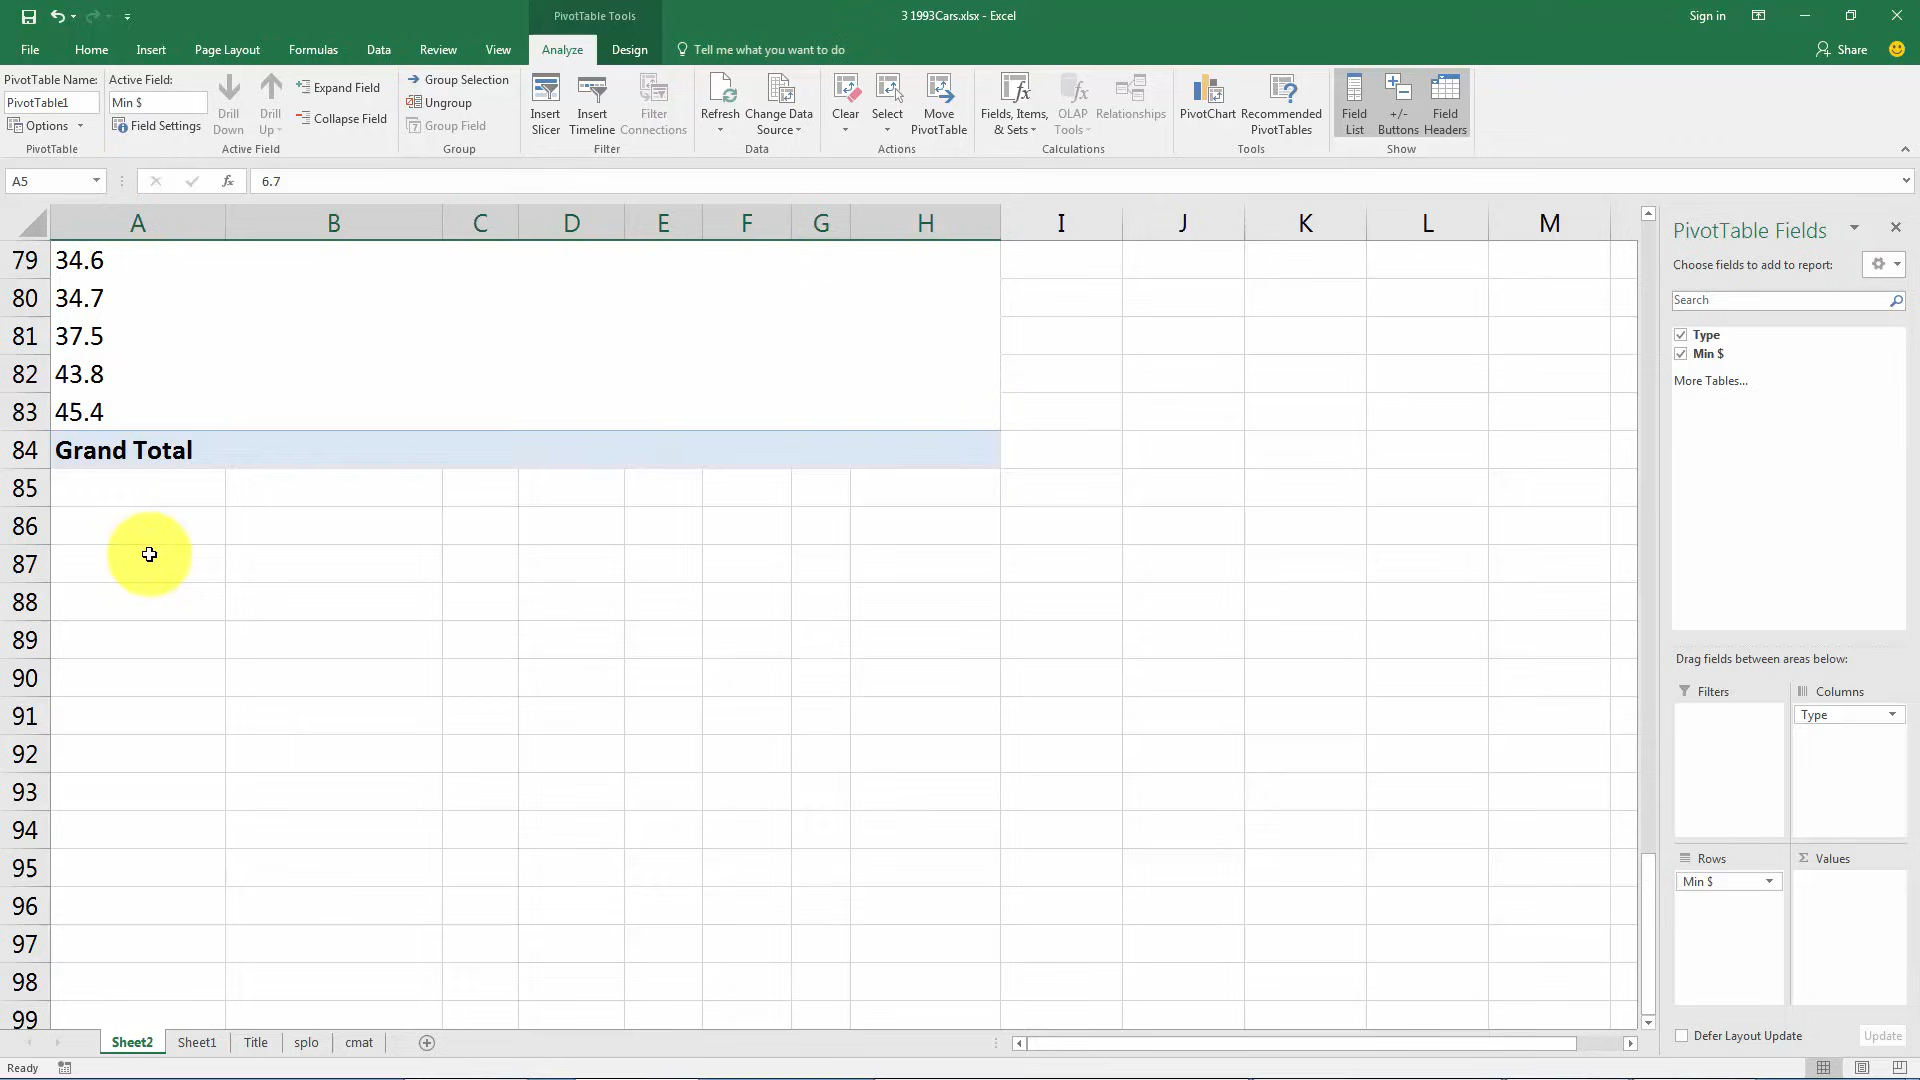 PivotTable Tools
3 1993Cars.xlsx - Excel
Sign in
File Home Insert Page Layout Formulas Data Review View Analyze Design Tell me what you want to do Share
PivotTable Name:
PivotTable1
Options
PivotTable
Active Field:
Min $
Field Settings
Drill
Down
Drill
Up
Expand Field
Collapse Field
Active Field
Group Selection
Ungroup
Group Field
Group
Insert
Slicer
Insert
Timeline
Filter
Connections
Filter
Refresh
Change Data
Source
Data
Clear
Select
Move
PivotTable
Actions
Fields, Items,
& Sets
OLAP
Tools
Relationships
Calculations
PivotChart
Recommended
PivotTables
Tools
Field
List
+/-
Buttons
Field
Headers
Show
A5 fx 6.7
A B C D E F G H I J K L M
79 34.6
80 34.7
81 37.5
82 43.8
83 45.4
84 Grand Total
85
86
87
88
89
90
91
92
93
94
95
96
97
98
99
PivotTable Fields
Choose fields to add to report:
Search
Type
Min $
More Tables...
Drag fields between areas below:
Filters
Columns
Type
Rows
Min $
Σ Values
Defer Layout Update
Update
Sheet2 Sheet1 Title splo cmat
Ready